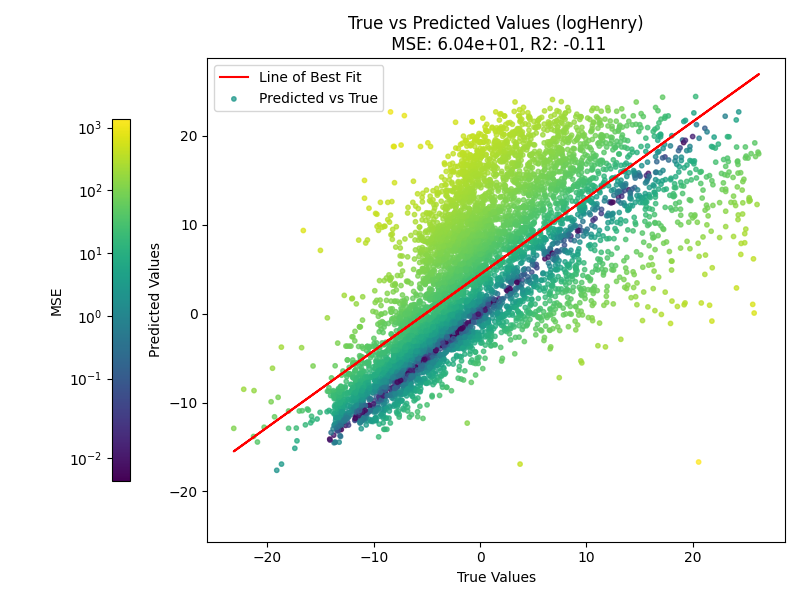 True vs Predicted Values (logHenry)
MSE: 6.04e+01, R2: -0.11
Line of Best Fit
Predicted vs True
10³
10²
10¹
10⁰
10⁻¹
10⁻²
MSE
Predicted Values
20
10
0
−10
−20
−20
−10
0
10
20
True Values